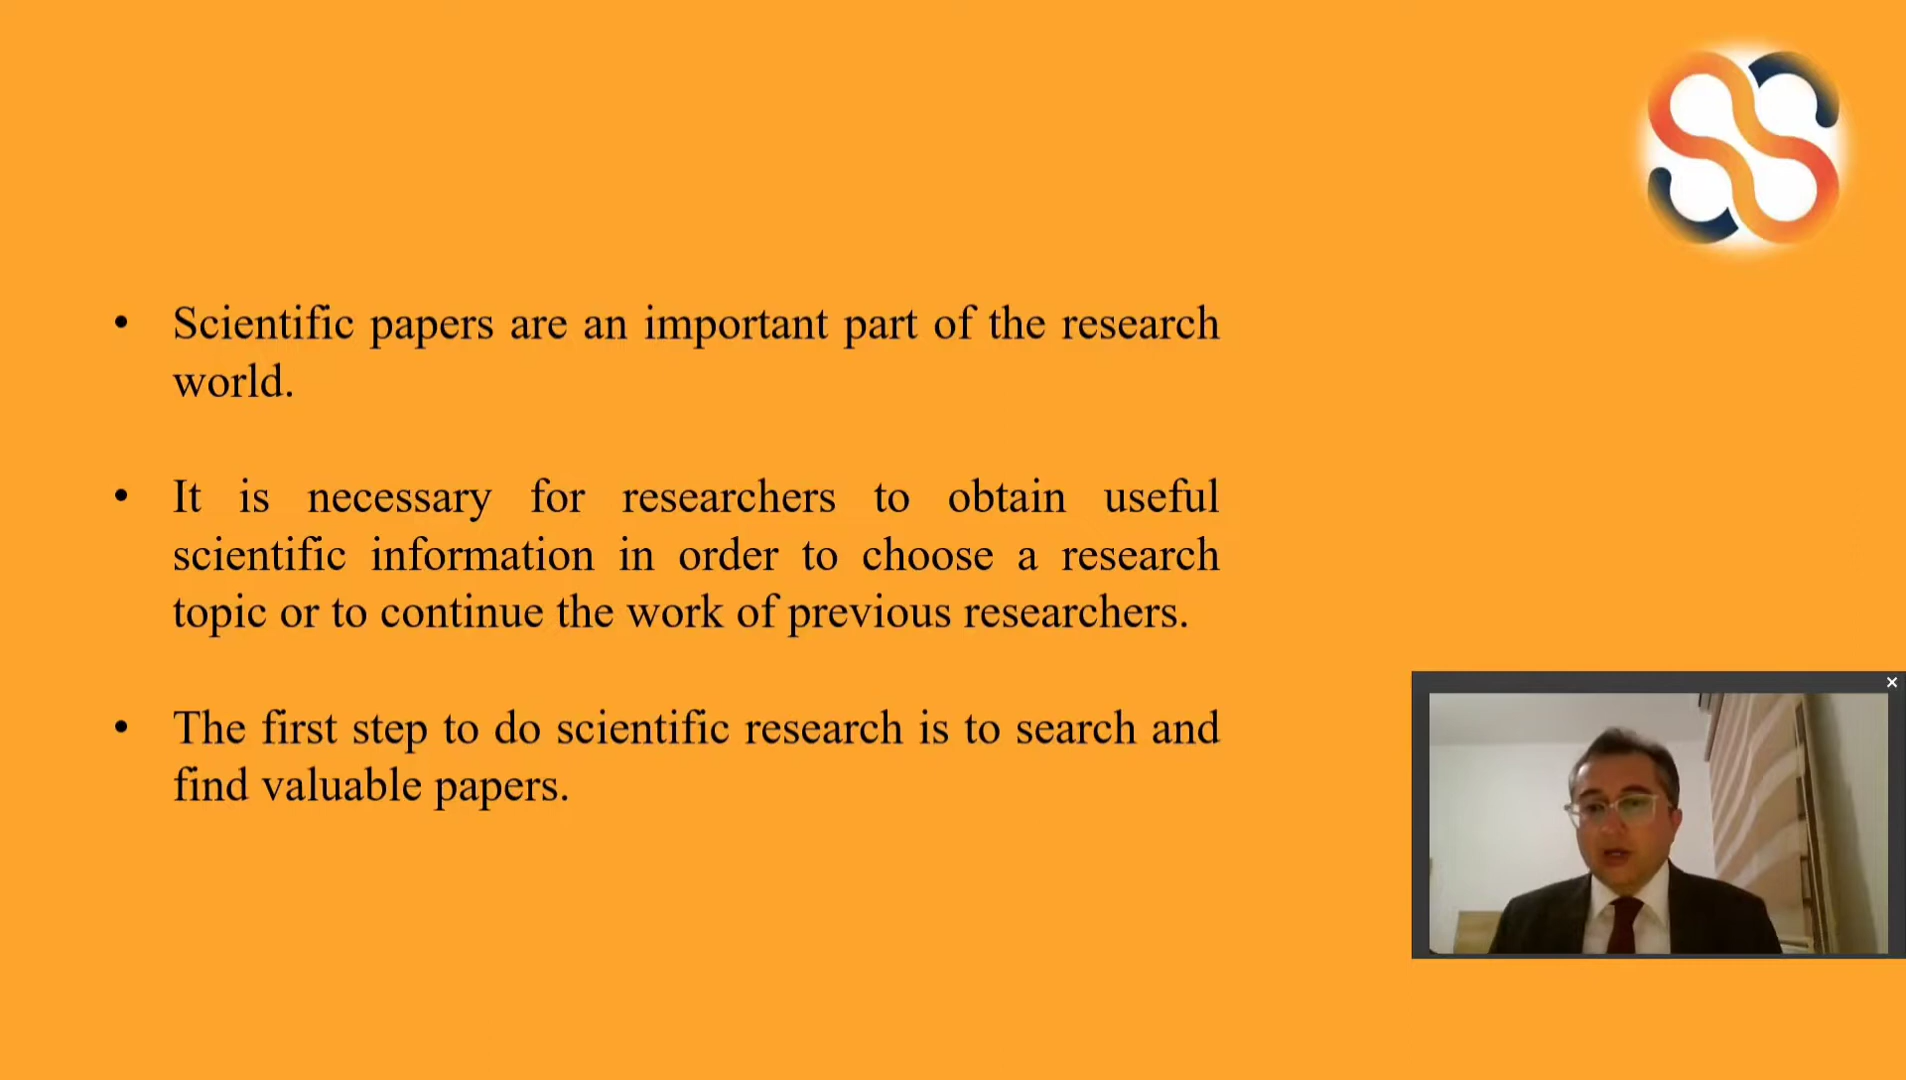 • Scientific papers are an important part of the research
world.
• It is necessary for researchers to obtain useful
scientific information in order to choose a research
topic or to continue the work of previous researchers.
• The first step to do scientific research is to search and
find valuable papers.